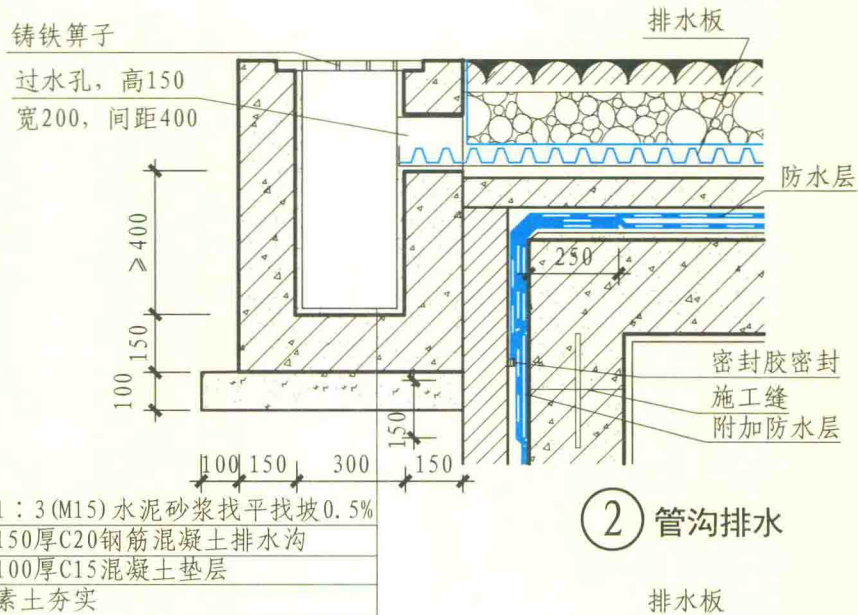 铸铁箅子
过水孔，高150
宽200，间距400
排水板
防水层
≥400
150
100
250
150
密封胶密封
施工缝
附加防水层
100 150 300 150
1：3(M15)水泥砂浆找平找坡0.5%
150厚C20钢筋混凝土排水沟
100厚C15混凝土垫层
素土夯实
2 管沟排水
排水板